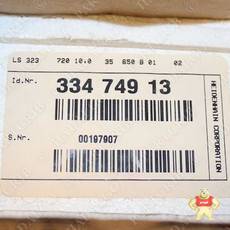 LS 323 720 10.0 35 650 B 01 02
Id.Nr. 334 749 13
S.Nr. 00197907
HEIDENHAIN CORPORATION